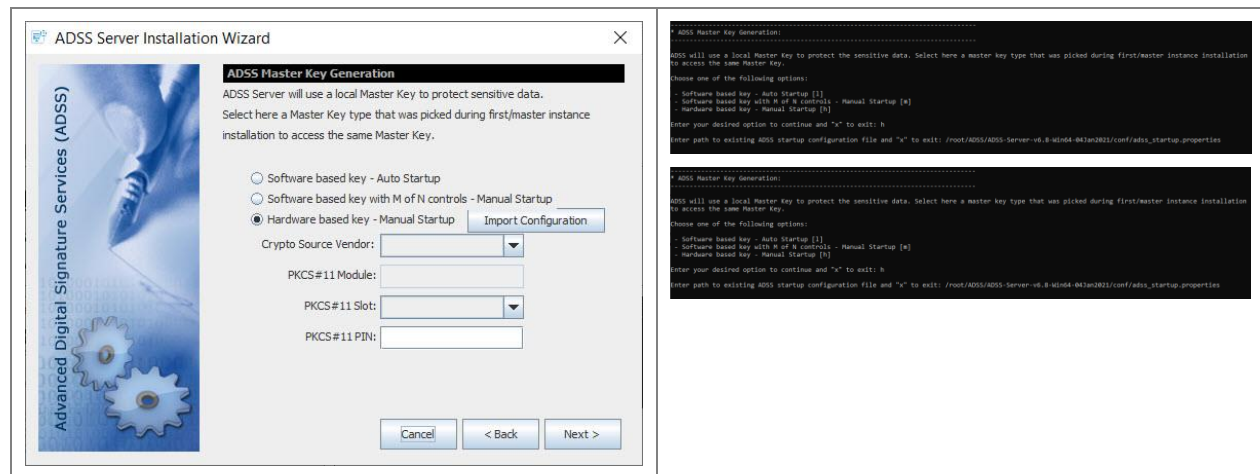 ADSS Server Installation Wizard
Advanced Digital Signature Services (ADSS)
ADSS Master Key Generation
ADSS Server will use a local Master Key to protect sensitive data.
Select here a Master Key type that was picked during first/master instance
installation to access the same Master Key.
Software based key - Auto Startup
Software based key with M of N controls - Manual Startup
Hardware based key - Manual Startup Import Configuration
Crypto Source Vendor:
PKCS#11 Module:
PKCS#11 Slot:
PKCS#11 PIN:
Cancel < Back Next >
* ADSS Master Key Generation:
ADSS will use a local Master Key to protect the sensitive data. Select here a master key type that was picked during first/master instance installation
to access the same Master Key.
Choose one of the following options:
- Software based key - Auto Startup [l]
- Software based key with M of N controls - Manual Startup [m]
- Hardware based key - Manual Startup [h]
Enter your desired option to continue and "x" to exit: h
Enter path to existing ADSS startup configuration file and "x" to exit: /root/ADSS/ADSS-Server-v6.8-Win64-04Jan2021/conf/adss_startup.properties
* ADSS Master Key Generation:
ADSS will use a local Master Key to protect the sensitive data. Select here a master key type that was picked during first/master instance installation
to access the same Master Key.
Choose one of the following options:
- Software based key - Auto Startup [l]
- Software based key with M of N controls - Manual Startup [m]
- Hardware based key - Manual Startup [h]
Enter your desired option to continue and "x" to exit: h
Enter path to existing ADSS startup configuration file and "x" to exit: /root/ADSS/ADSS-Server-v6.8-Win64-04Jan2021/conf/adss_startup.properties